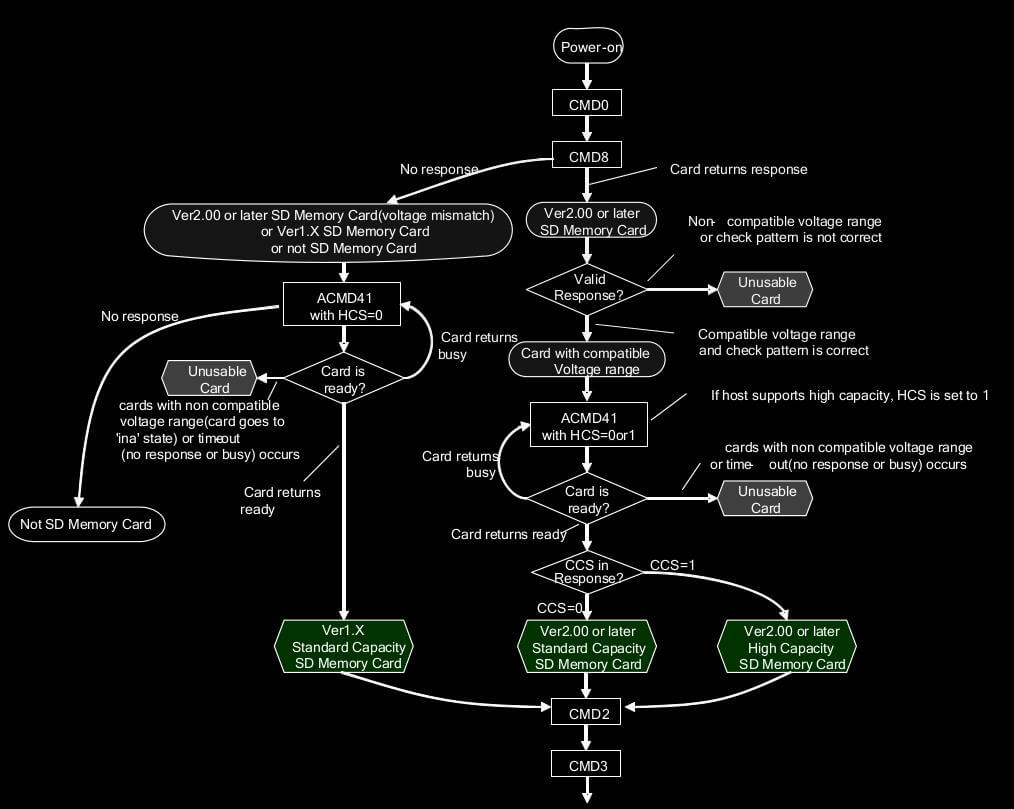 Power-on
CMD0
CMD8
No response
Card returns response
Ver2.00 or later SD Memory Card(voltage mismatch)
or Ver1.X SD Memory Card
or not SD Memory Card
Ver2.00 or later
SD Memory Card
Non- compatible voltage range
or check pattern is not correct
Valid
Response?
Unusable
Card
ACMD41
with HCS=0
No response
Card returns
busy
Compatible voltage range
and check pattern is correct
Card with compatible
Voltage range
Card is
ready?
Unusable
Card
cards with non compatible
voltage range(card goes to
'ina' state) or timeout
(no response or busy) occurs
If host supports high capacity, HCS is set to 1
ACMD41
with HCS=0or1
Card returns
busy
cards with non compatible voltage range
or time- out(no response or busy) occurs
Card is
ready?
Unusable
Card
Card returns
ready
Not SD Memory Card
Card returns ready
CCS in
Response?
CCS=1
CCS=0
Ver1.X
Standard Capacity
SD Memory Card
Ver2.00 or later
Standard Capacity
SD Memory Card
Ver2.00 or later
High Capacity
SD Memory Card
CMD2
CMD3